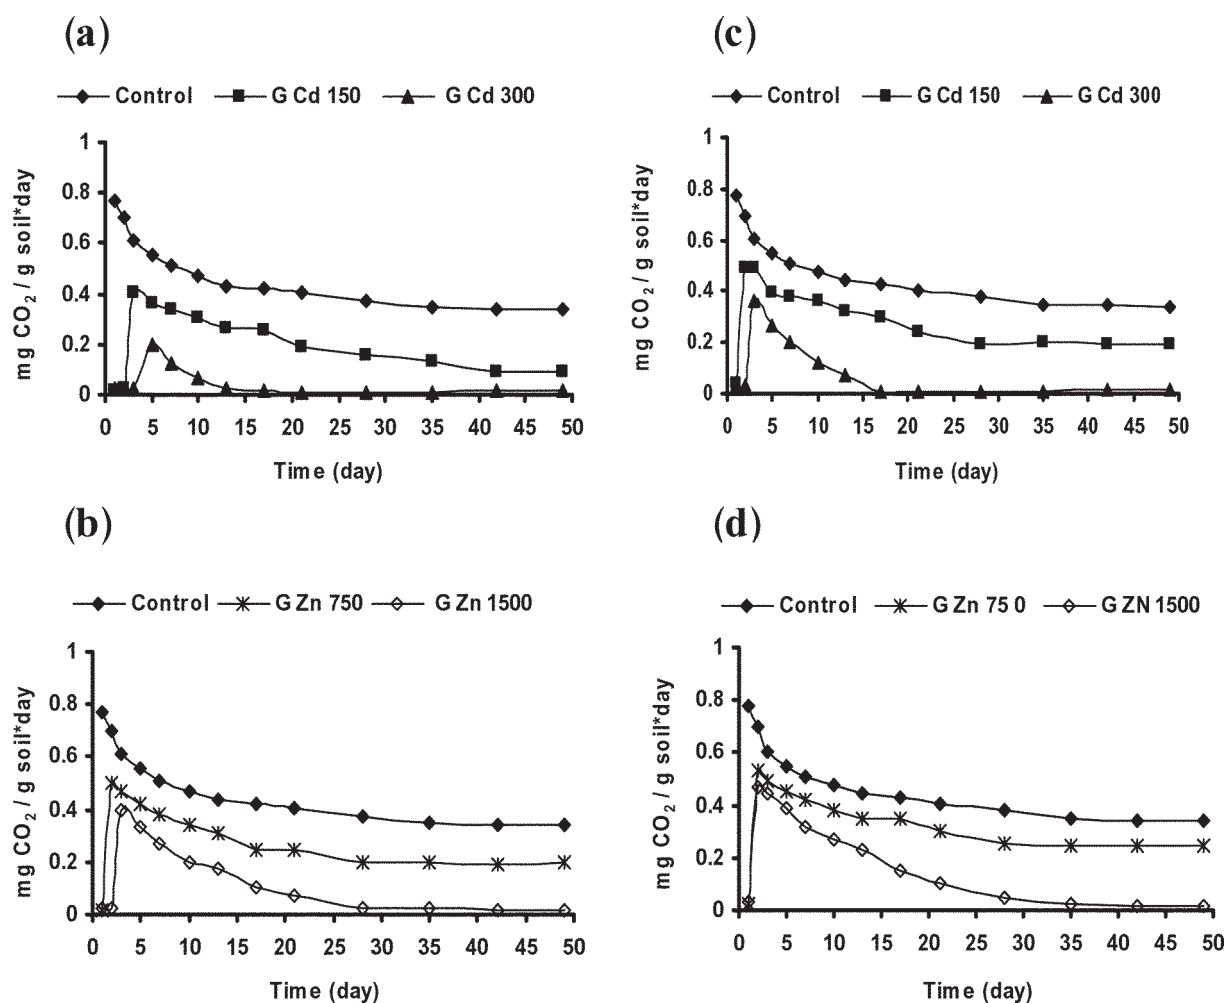 (a)
Control G Cd 150 G Cd 300
1
0.8
0.6
0.4
0.2
0
mg CO2 / g soil*day
0 5 10 15 20 25 30 35 40 45 50
Time (day)
(c)
Control G Cd 150 G Cd 300
1
0.8
0.6
0.4
0.2
0
mg CO2 / g soil*day
0 5 10 15 20 25 30 35 40 45 50
Time (day)
(b)
Control G Zn 750 G Zn 1500
1
0.8
0.6
0.4
0.2
0
mg CO2 / g soil*day
0 5 10 15 20 25 30 35 40 45 50
Time (day)
(d)
Control G Zn 75 0 G ZN 1500
1
0.8
0.6
0.4
0.2
0
mg CO2 / g soil*day
0 5 10 15 20 25 30 35 40 45 50
Time (day)